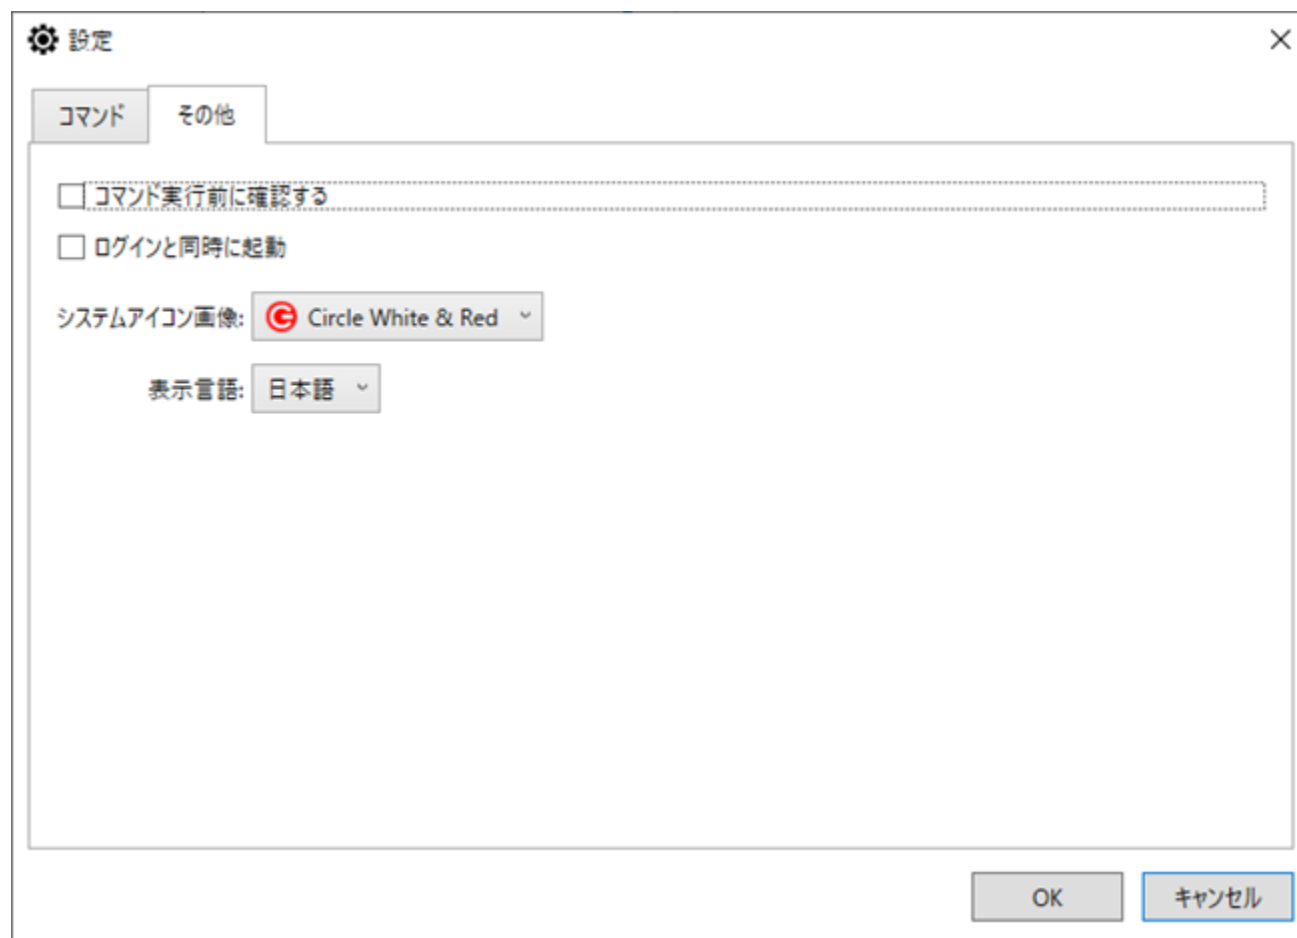 設定
コマンド その他
コマンド実行前に確認する
ログインと同時に起動
システムアイコン画像: Circle White & Red
表示言語: 日本語
OK キャンセル